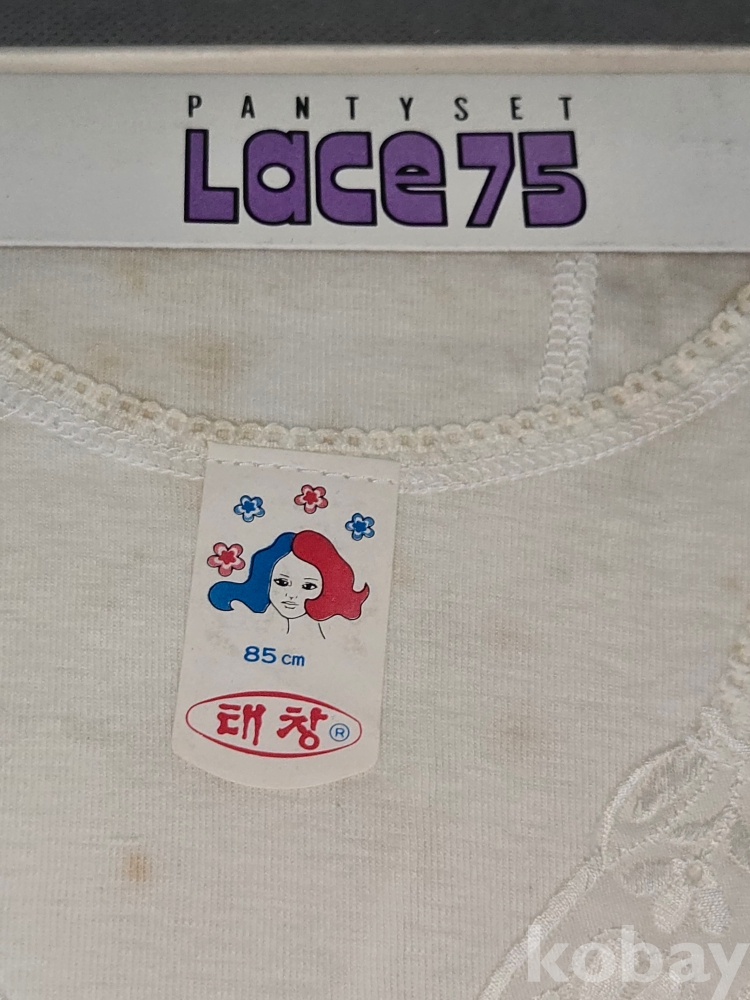 PANTYSET
Lace75
85cm
태창®
kobay